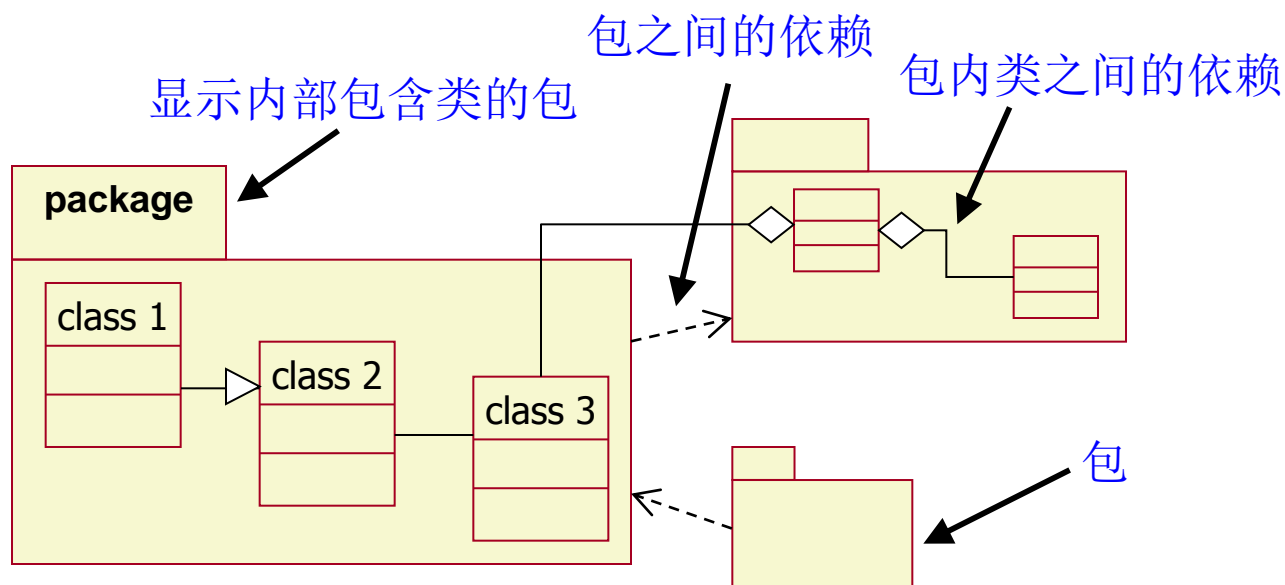 包之间的依赖
包内类之间的依赖
显示内部包含类的包
package
class 1
class 2
class 3
包